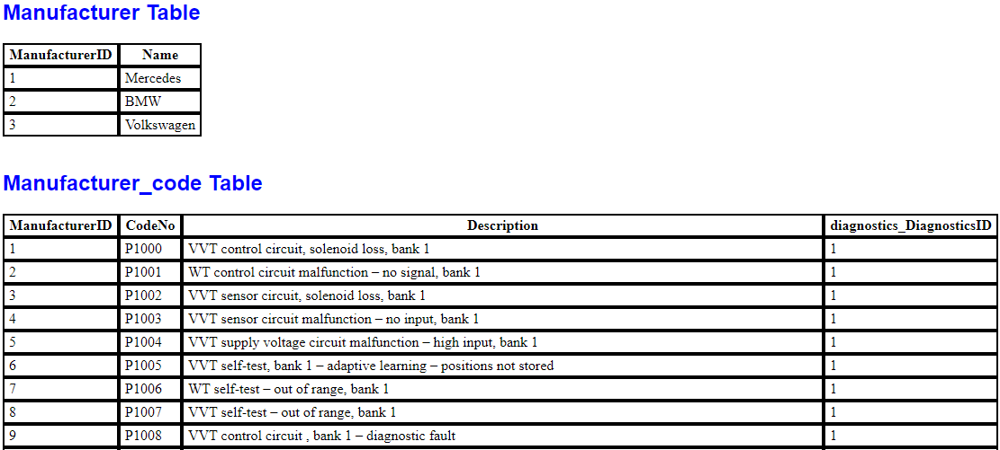 Manufacturer Table
ManufacturerID Name
1 Mercedes
2 BMW
3 Volkswagen
Manufacturer_code Table
ManufacturerID CodeNo Description diagnostics_DiagnosticsID
1 P1000 VVT control circuit, solenoid loss, bank 1 1
2 P1001 WT control circuit malfunction – no signal, bank 1 1
3 P1002 VVT sensor circuit, solenoid loss, bank 1 1
4 P1003 VVT sensor circuit malfunction – no input, bank 1 1
5 P1004 VVT supply voltage circuit malfunction – high input, bank 1 1
6 P1005 VVT self-test, bank 1 – adaptive learning – positions not stored 1
7 P1006 WT self-test – out of range, bank 1 1
8 P1007 VVT self-test – out of range, bank 1 1
9 P1008 VVT control circuit , bank 1 – diagnostic fault 1